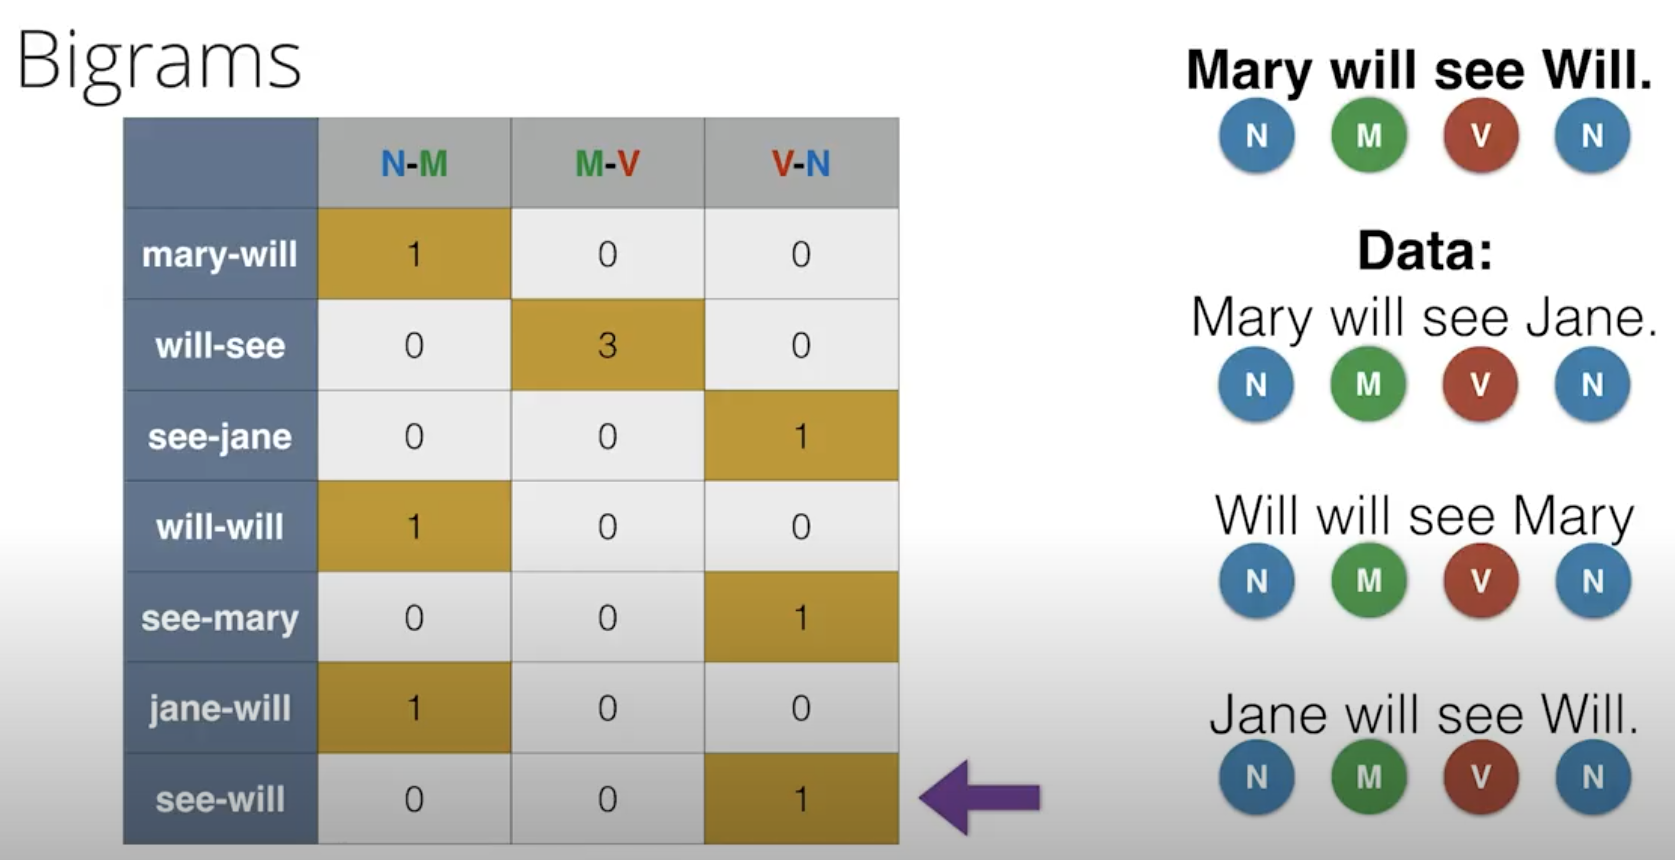 Bigrams
N-M M-V V-N
mary-will 1 0 0
will-see 0 3 0
see-jane 0 0 1
will-will 1 0 0
see-mary 0 0 1
jane-will 1 0 0
see-will 0 0 1
Mary will see Will.
N M V N
Data:
Mary will see Jane.
N M V N
Will will see Mary
N M V N
Jane will see Will.
N M V N